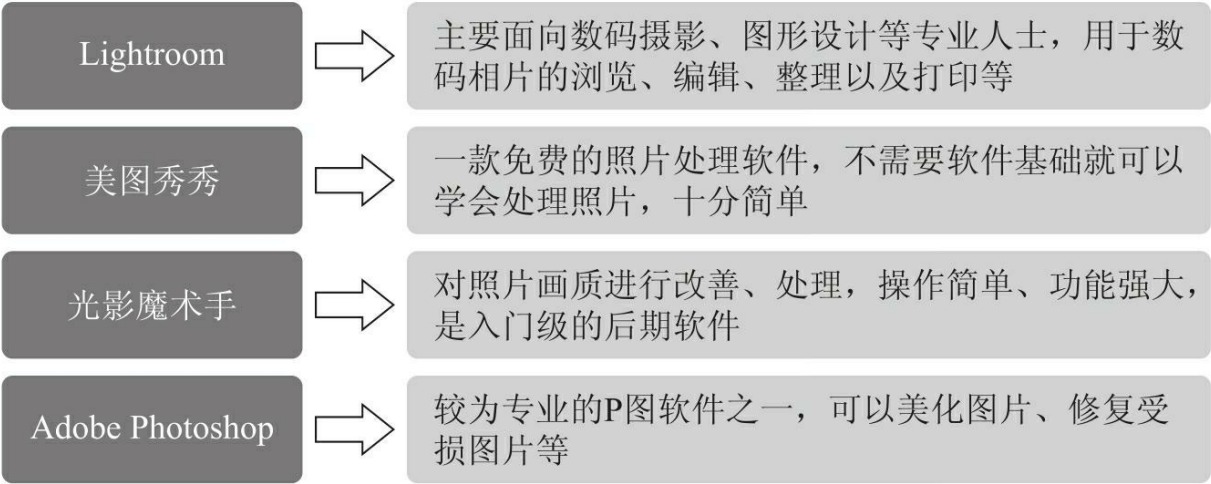 Lightroom
主要面向数码摄影、图形设计等专业人士，用于数
码相片的浏览、编辑、整理以及打印等
美图秀秀
一款免费的照片处理软件，不需要软件基础就可以
学会处理照片，十分简单
光影魔术手
对照片画质进行改善、处理，操作简单、功能强大，
是入门级的后期软件
Adobe Photoshop
较为专业的P图软件之一，可以美化图片、修复受
损图片等